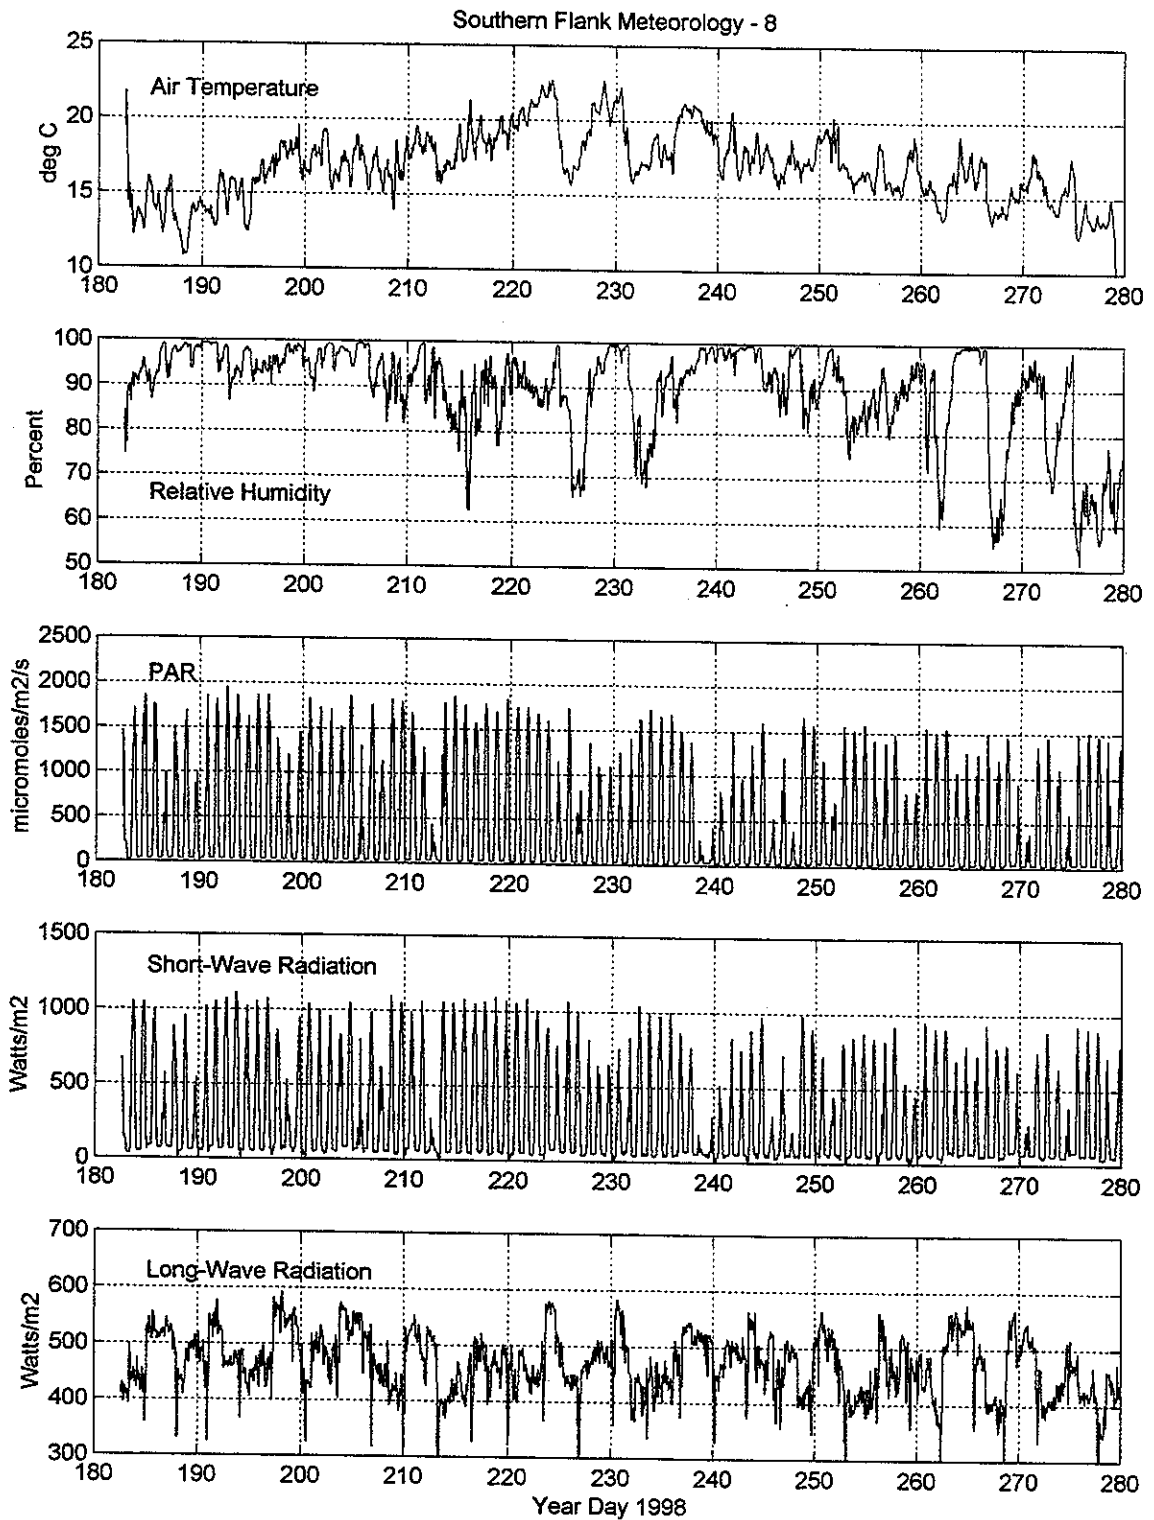 Southern Flank Meteorology - 8
25
20
15
10
deg C
Air Temperature
180 190 200 210 220 230 240 250 260 270 280
100
90
80
70
60
50
Percent
Relative Humidity
180 190 200 210 220 230 240 250 260 270 280
2500
2000
1500
1000
500
0
micromoles/m2/s
PAR
180 190 200 210 220 230 240 250 260 270 280
1500
1000
500
0
Watts/m2
Short-Wave Radiation
180 190 200 210 220 230 240 250 260 270 280
700
600
500
400
300
Watts/m2
Long-Wave Radiation
180 190 200 210 220 230 240 250 260 270 280
Year Day 1998